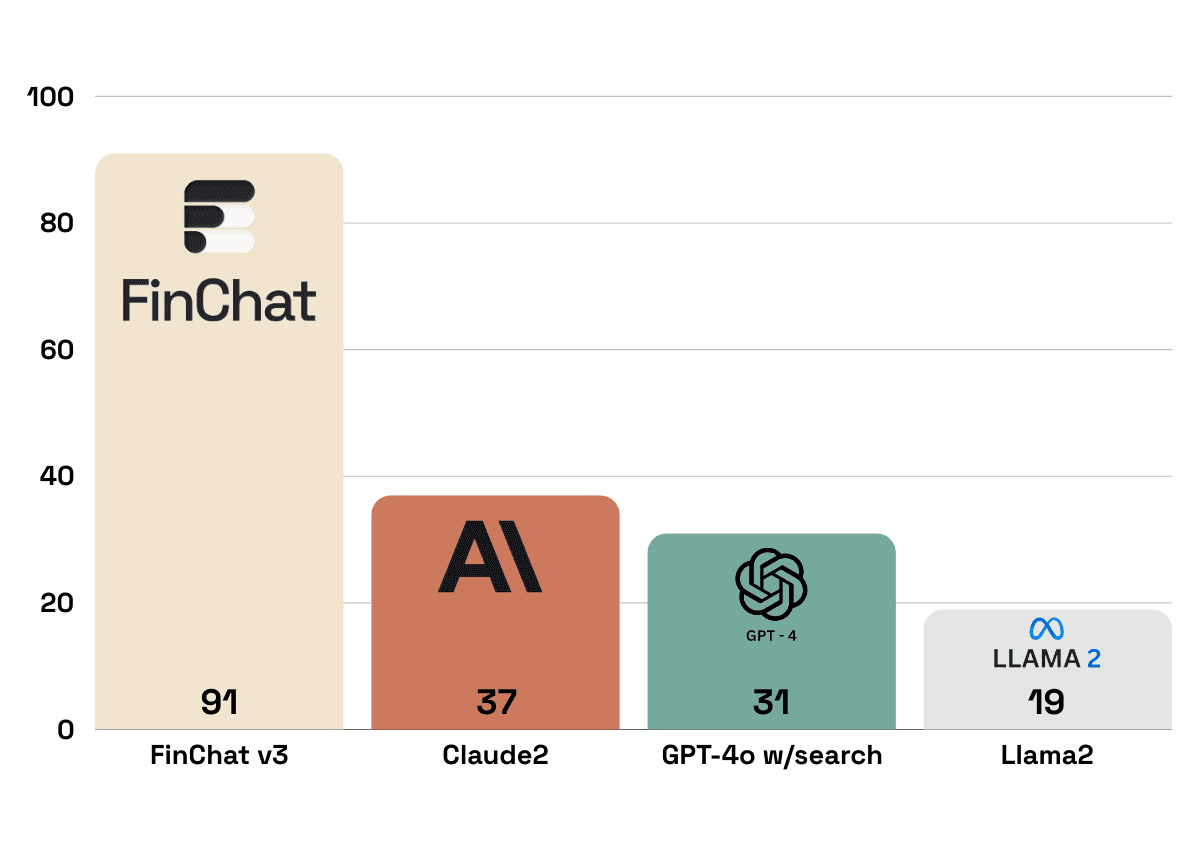 100
80
60
40
20
0
FinChat
GPT - 4
LLAMA 2
91
37
31
19
FinChat v3
Claude2
GPT-4o w/search
Llama2